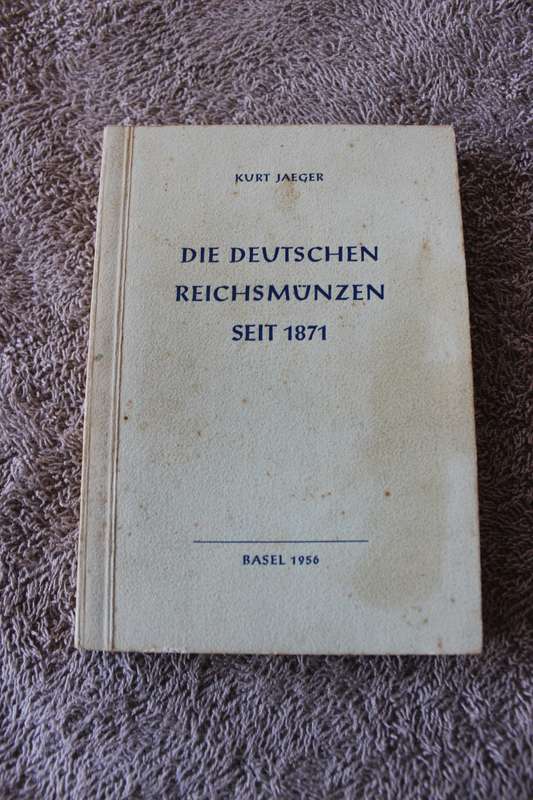 KURT JAEGER
DIE DEUTSCHEN
REICHSMÜNZEN
SEIT 1871
BASEL 1956